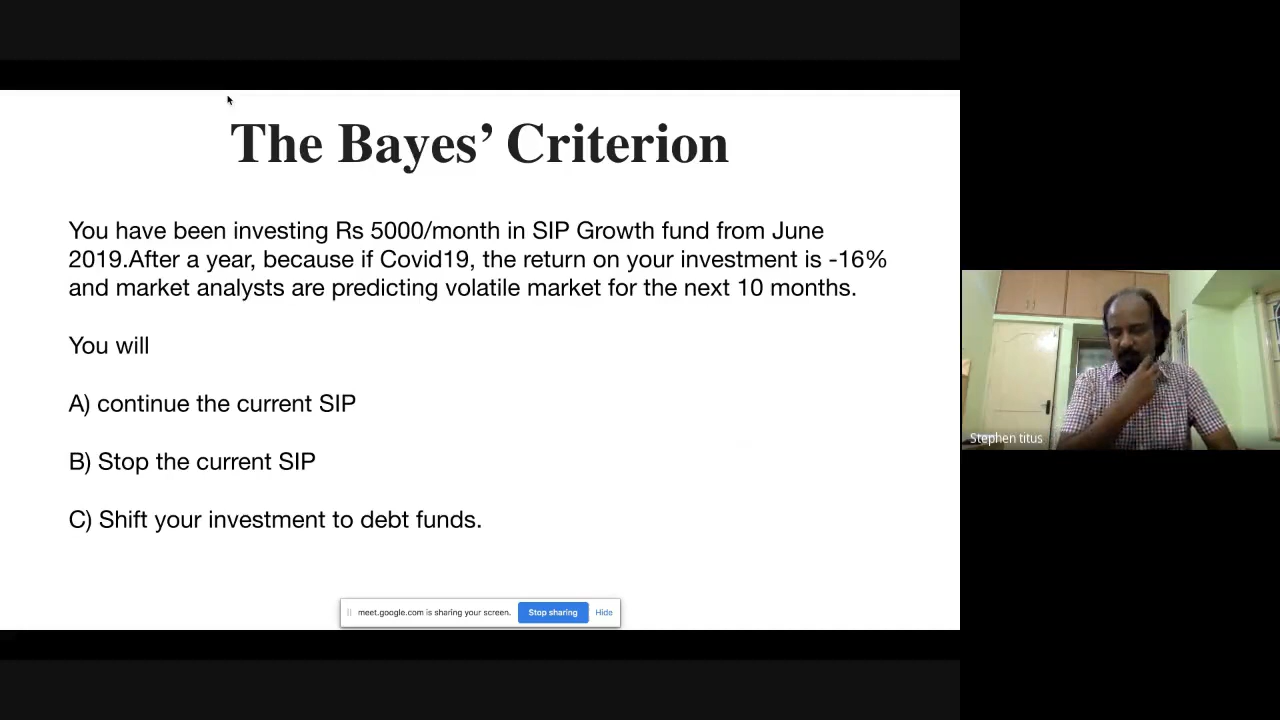 The Bayes’ Criterion
You have been investing Rs 5000/month in SIP Growth fund from June
2019.After a year, because if Covid19, the return on your investment is -16%
and market analysts are predicting volatile market for the next 10 months.
You will
A) continue the current SIP
B) Stop the current SIP
C) Shift your investment to debt funds.
Stephen titus
meet.google.com is sharing your screen.
Stop sharing
Hide